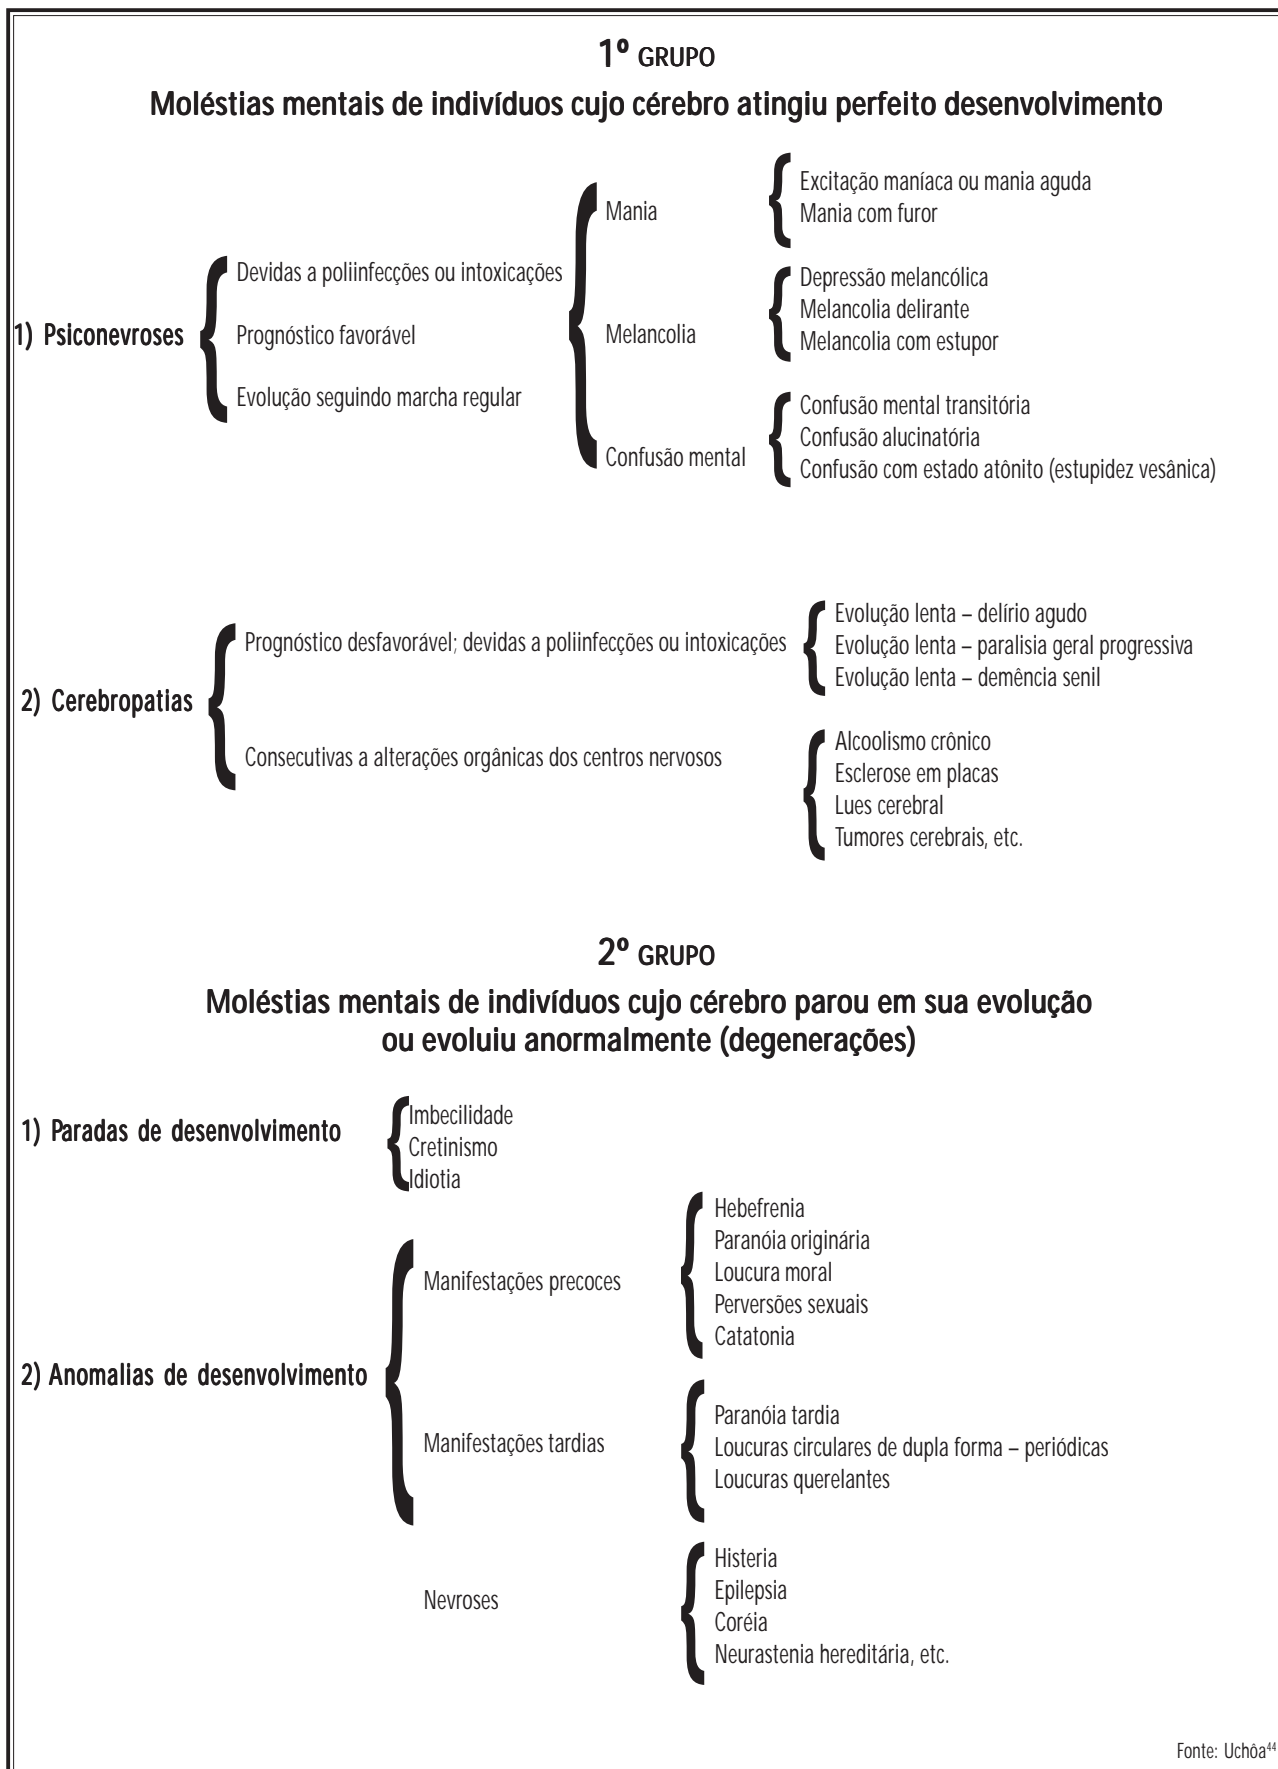 1º GRUPO
Moléstias mentais de indivíduos cujo cérebro atingiu perfeito desenvolvimento
1) Psiconevroses
Devidas a poliinfecções ou intoxicações
Prognóstico favorável
Evolução seguindo marcha regular
Mania
Excitação maníaca ou mania aguda
Mania com furor
Melancolia
Depressão melancólica
Melancolia delirante
Melancolia com estupor
Confusão mental
Confusão mental transitória
Confusão alucinatória
Confusão com estado atônito (estupidez vesânica)
2) Cerebropatias
Prognóstico desfavorável; devidas a poliinfecções ou intoxicações
Evolução lenta – delírio agudo
Evolução lenta – paralisia geral progressiva
Evolução lenta – demência senil
Consecutivas a alterações orgânicas dos centros nervosos
Alcoolismo crônico
Esclerose em placas
Lues cerebral
Tumores cerebrais, etc.
2º GRUPO
Moléstias mentais de indivíduos cujo cérebro parou em sua evolução
ou evoluiu anormalmente (degenerações)
1) Paradas de desenvolvimento
Imbecilidade
Cretinismo
Idiotia
2) Anomalias de desenvolvimento
Manifestações precoces
Hebefrenia
Paranóia originária
Loucura moral
Perversões sexuais
Catatonia
Manifestações tardias
Paranóia tardia
Loucuras circulares de dupla forma – periódicas
Loucuras querelantes
Nevroses
Histeria
Epilepsia
Coréia
Neurastenia hereditária, etc.
Fonte: Uchôa44